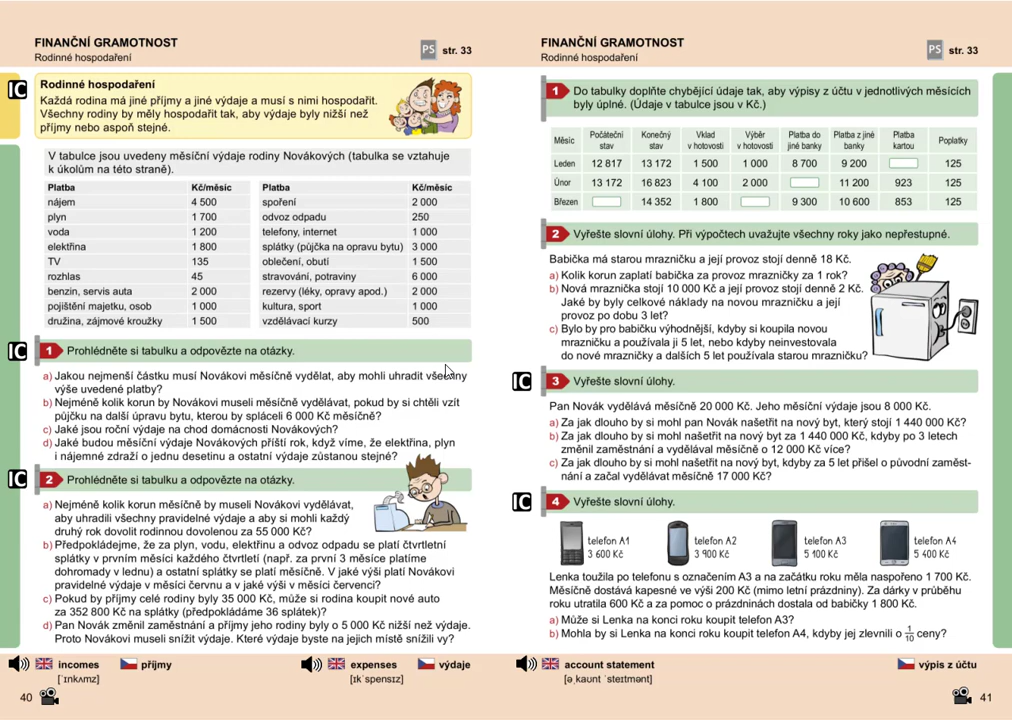 FINANČNÍ GRAMOTNOST
Rodinné hospodaření
PS str. 33
IC
Rodinné hospodaření
Každá rodina má jiné příjmy a jiné výdaje a musí s nimi hospodařit.
Všechny rodiny by měly hospodařit tak, aby výdaje byly nižší než
příjmy nebo aspoň stejné.
V tabulce jsou uvedeny měsíční výdaje rodiny Novákových (tabulka se vztahuje
k úkolům na této straně).
Platba Kč/měsíc Platba Kč/měsíc
nájem 4 500 spoření 2 000
plyn 1 700 odvoz odpadu 250
voda 1 200 telefony, internet 1 000
elektřina 1 800 splátky (půjčka na opravu bytu) 3 000
TV 135 oblečení, obutí 1 500
rozhlas 45 stravování, potraviny 6 000
benzin, servis auta 2 000 rezervy (léky, opravy apod.) 2 000
pojištění majetku, osob 1 000 kultura, sport 1 000
družina, zájmové kroužky 1 500 vzdělávací kurzy 500
IC
1 Prohlédněte si tabulku a odpovězte na otázky.
a) Jakou nejmenší částku musí Novákovi měsíčně vydělat, aby mohli uhradit všechny
výše uvedené platby?
b) Nejméně kolik korun by Novákovi museli měsíčně vydělávat, pokud by si chtěli vzít
půjčku na další úpravu bytu, kterou by spláceli 6 000 Kč měsíčně?
c) Jaké jsou roční výdaje na chod domácnosti Novákových?
d) Jaké budou měsíční výdaje Novákových příští rok, když víme, že elektřina, plyn
i nájemné zdraží o jednu desetinu a ostatní výdaje zůstanou stejné?
IC
2 Prohlédněte si tabulku a odpovězte na otázky.
a) Nejméně kolik korun měsíčně by museli Novákovi vydělávat,
aby uhradili všechny pravidelné výdaje a aby si mohli každý
druhý rok dovolit rodinnou dovolenou za 55 000 Kč?
b) Předpokládejme, že za plyn, vodu, elektřinu a odvoz odpadu se platí čtvrtletní
splátky v prvním měsíci každého čtvrtletí (např. za první 3 měsíce platíme
dohromady v lednu) a ostatní splátky se platí měsíčně. V jaké výši platí Novákovi
pravidelné výdaje v měsíci červnu a v jaké výši v měsíci červenci?
c) Pokud by příjmy celé rodiny byly 35 000 Kč, může si rodina koupit nové auto
za 352 800 Kč na splátky (předpokládáme 36 splátek)?
d) Pan Novák změnil zaměstnání a příjmy jeho rodiny byly o 5 000 Kč nižší než výdaje.
Proto Novákovi museli snížit výdaje. Které výdaje byste na jejich místě snížili vy?
incomes příjmy expenses výdaje
[ˈɪnkʌmz] [ɪkˈspensɪz]
40
FINANČNÍ GRAMOTNOST
Rodinné hospodaření
PS str. 33
1 Do tabulky doplňte chybějící údaje tak, aby výpisy z účtu v jednotlivých měsících
byly úplné. (Údaje v tabulce jsou v Kč.)
Měsíc Počáteční stav Konečný stav Vklad v hotovosti Výběr v hotovosti Platba do jiné banky Platba z jiné banky Platba kartou Poplatky
Leden 12 817 13 172 1 500 1 000 8 700 9 200 125
Únor 13 172 16 823 4 100 2 000 11 200 923 125
Březen 14 352 1 800 9 300 10 600 853 125
2 Vyřešte slovní úlohy. Při výpočtech uvažujte všechny roky jako nepřestupné.
Babička má starou mrazničku a její provoz stojí denně 18 Kč.
a) Kolik korun zaplatí babička za provoz mrazničky za 1 rok?
b) Nová mraznička stojí 10 000 Kč a její provoz stojí denně 2 Kč.
Jaké by byly celkové náklady na novou mrazničku a její
provoz po dobu 3 let?
c) Bylo by pro babičku výhodnější, kdyby si koupila novou
mrazničku a používala ji 5 let, nebo kdyby neinvestovala
do nové mrazničky a dalších 5 let používala starou mrazničku?
IC
3 Vyřešte slovní úlohy.
Pan Novák vydělává měsíčně 20 000 Kč. Jeho měsíční výdaje jsou 8 000 Kč.
a) Za jak dlouho by si mohl pan Novák našetřit na nový byt, který stojí 1 440 000 Kč?
b) Za jak dlouho by si mohl našetřit na nový byt za 1 440 000 Kč, kdyby po 3 letech
změnil zaměstnání a vydělával měsíčně o 12 000 Kč více?
c) Za jak dlouho by si mohl našetřit na nový byt, kdyby za 5 let přišel o původní zaměst-
nání a začal vydělávat měsíčně 17 000 Kč?
IC
4 Vyřešte slovní úlohy.
telefon A1 telefon A2 telefon A3 telefon A4
3 600 Kč 3 900 Kč 5 100 Kč 5 400 Kč
Lenka toužila po telefonu s označením A3 a na začátku roku měla naspořeno 1 700 Kč.
Měsíčně dostává kapesné ve výši 200 Kč (mimo letní prázdniny). Za dárky v průběhu
roku utratila 600 Kč a za pomoc o prázdninách dostala od babičky 1 800 Kč.
a) Může si Lenka na konci roku koupit telefon A3?
b) Mohla by si Lenka na konci roku koupit telefon A4, kdyby jej zlevnili o 1/10 ceny?
account statement výpis z účtu
[əˌkaunt ˈsteɪtmənt]
41